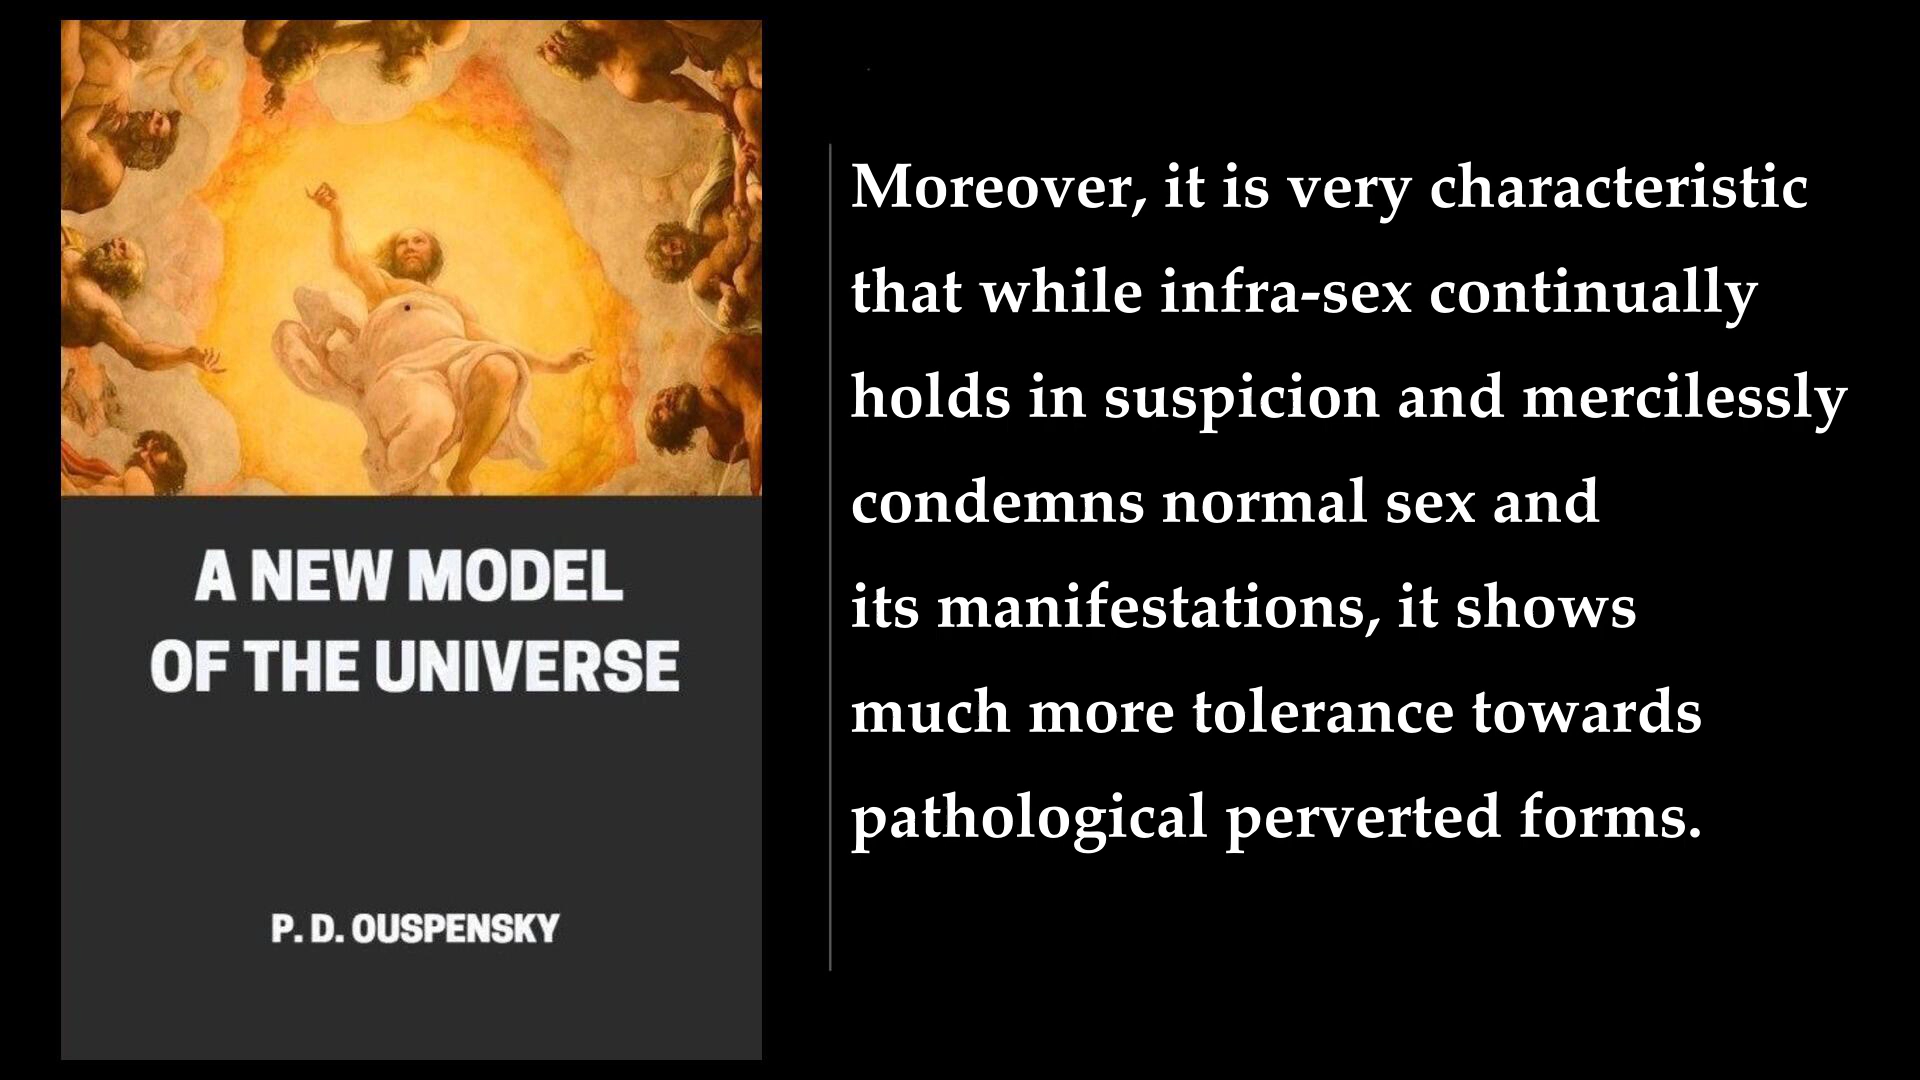 A NEW MODEL
OF THE UNIVERSE
P. D. OUSPENSKY
Moreover, it is very characteristic
that while infra-sex continually
holds in suspicion and mercilessly
condemns normal sex and
its manifestations, it shows
much more tolerance towards
pathological perverted forms.